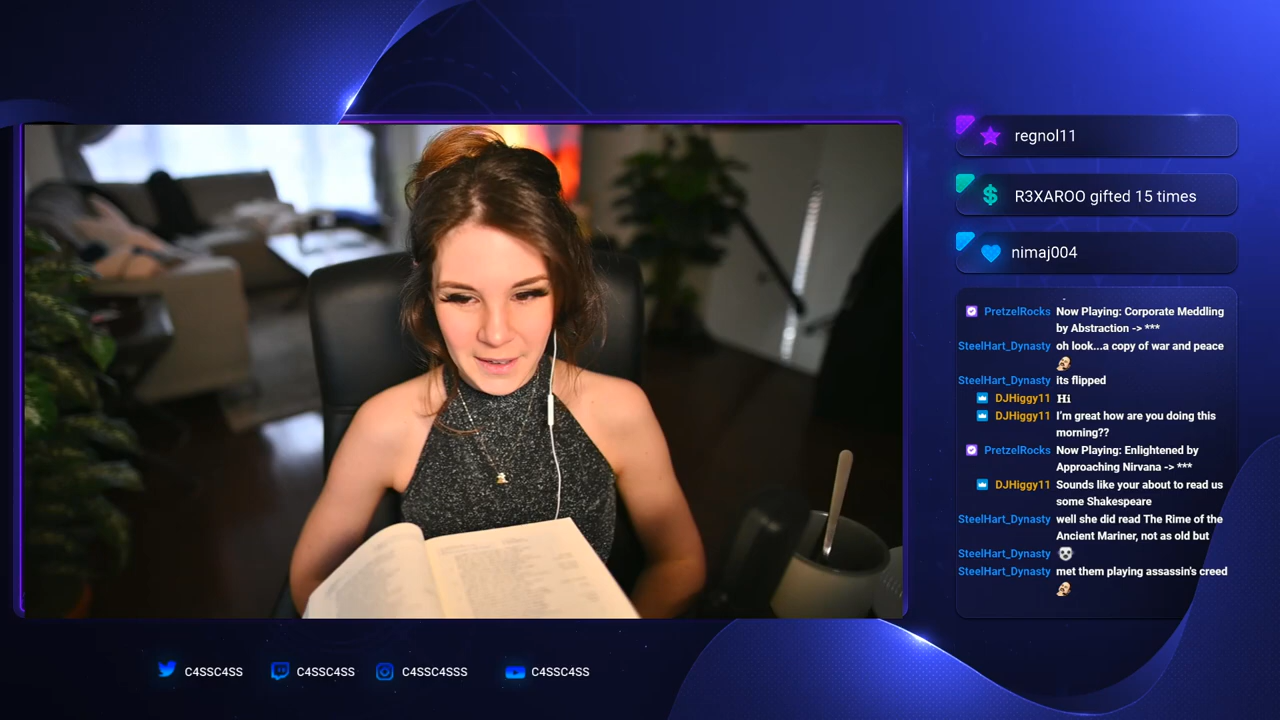 regnol11
R3XAROO gifted 15 times
nimaj004
PretzelRocks Now Playing: Corporate Meddling
by Abstraction -> ***
SteelHart_Dynasty oh look...a copy of war and peace
SteelHart_Dynasty its flipped
DJHiggy11 Hi
DJHiggy11 I'm great how are you doing this
morning??
PretzelRocks Now Playing: Enlightened by
Approaching Nirvana -> ***
DJHiggy11 Sounds like your about to read us
some Shakespeare
SteelHart_Dynasty well she did read The Rime of the
Ancient Mariner, not as old but
SteelHart_Dynasty
SteelHart_Dynasty met them playing assassin's creed
C4SSC4SS C4SSC4SS C4SSC4SSS C4SSC4SS